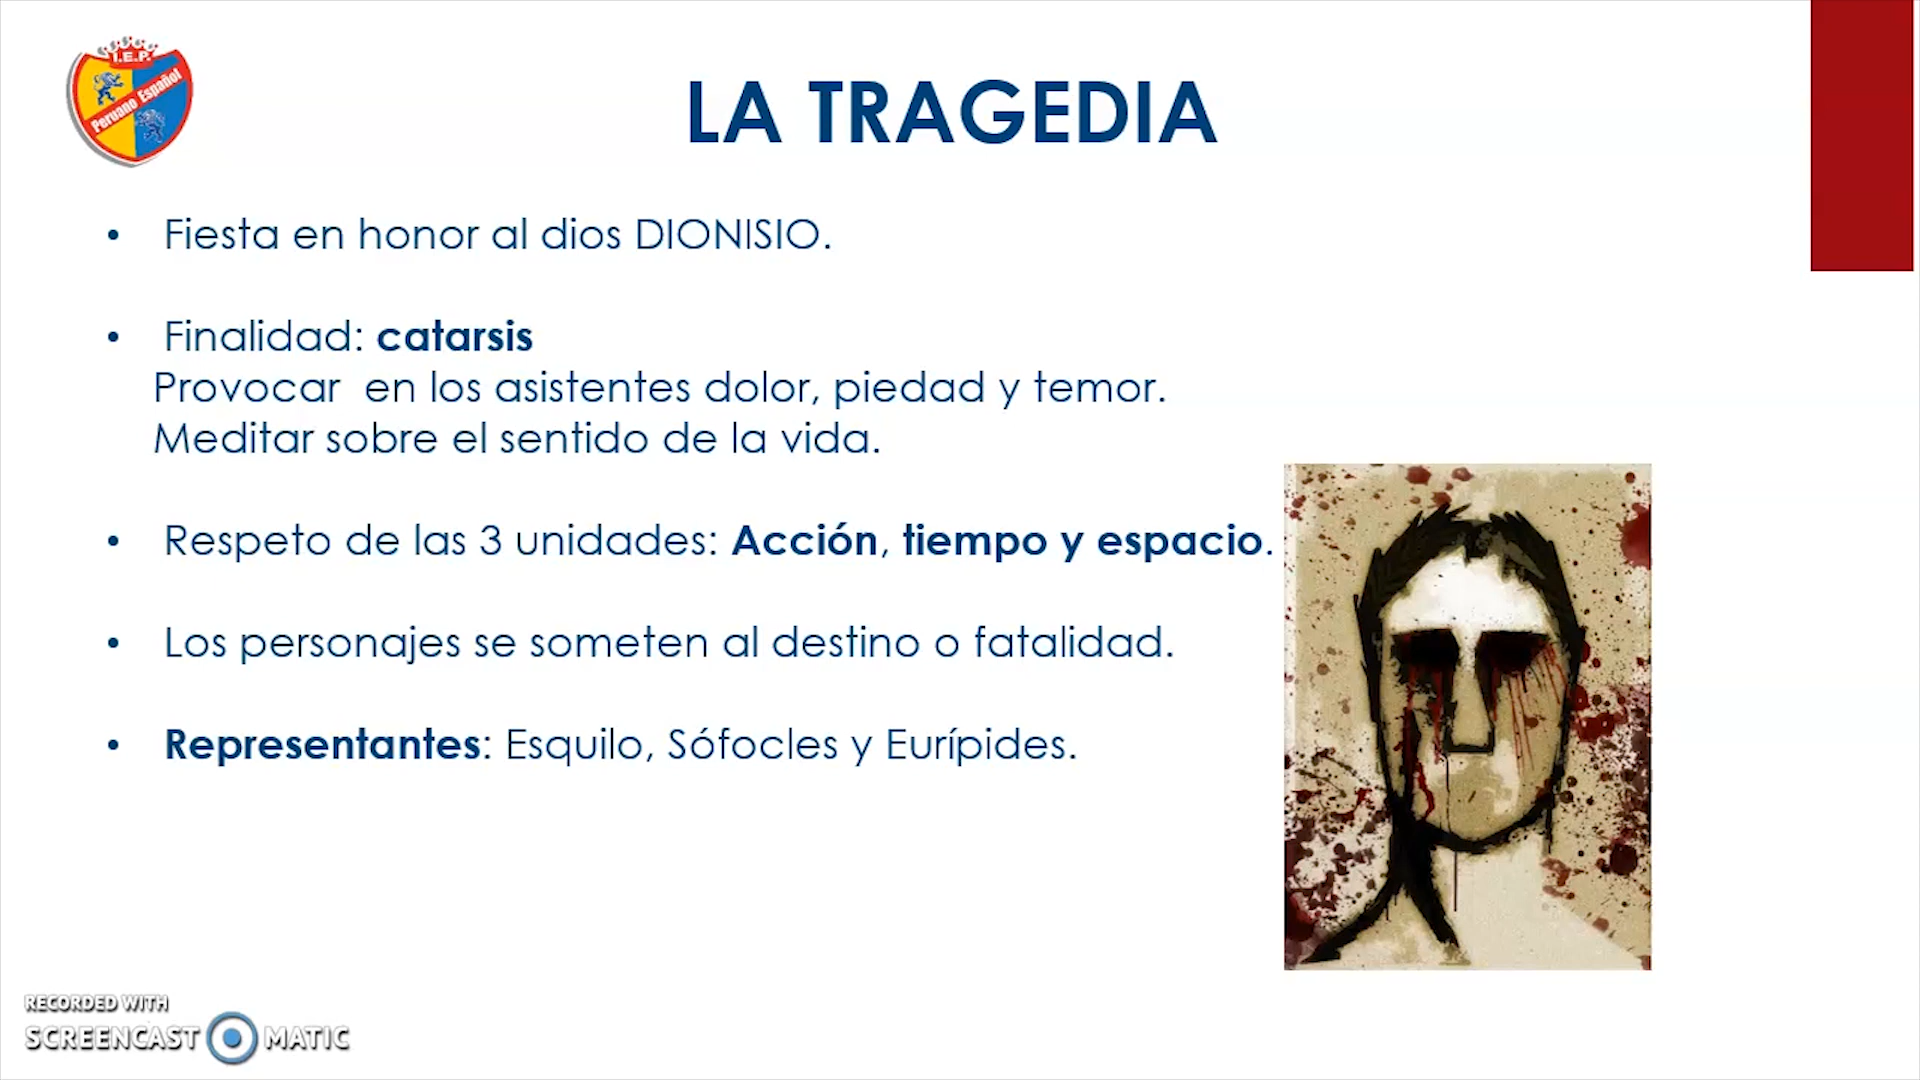 I.E.P.
Peruano Español
LA TRAGEDIA
• Fiesta en honor al dios DIONISIO.
• Finalidad: catarsis
Provocar en los asistentes dolor, piedad y temor.
Meditar sobre el sentido de la vida.
• Respeto de las 3 unidades: Acción, tiempo y espacio.
• Los personajes se someten al destino o fatalidad.
• Representantes: Esquilo, Sófocles y Eurípides.
RECORDED WITH
SCREENCAST MATIC